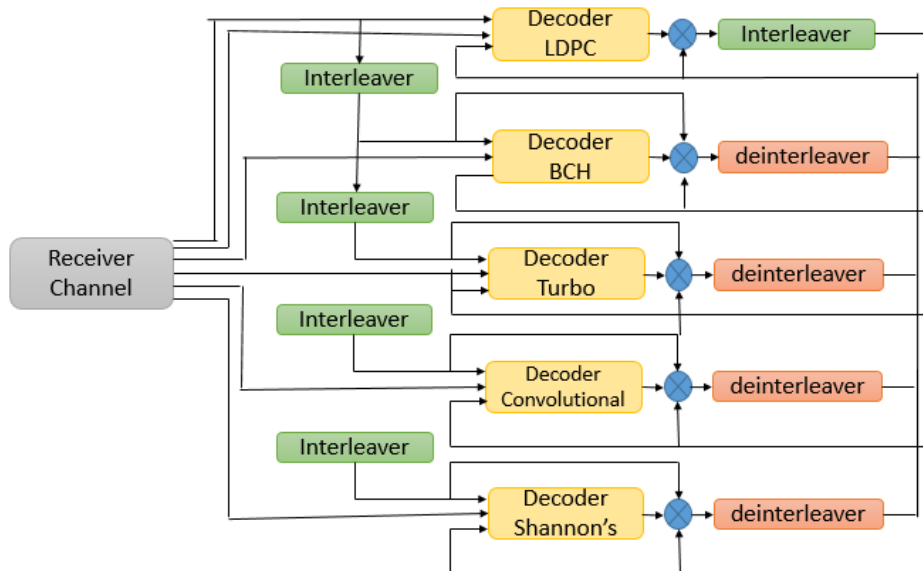 Decoder
LDPC
Interleaver
Interleaver
Decoder
BCH
deinterleaver
Interleaver
Receiver
Channel
Decoder
Turbo
deinterleaver
Interleaver
Decoder
Convolutional
deinterleaver
Interleaver
Decoder
Shannon’s
deinterleaver